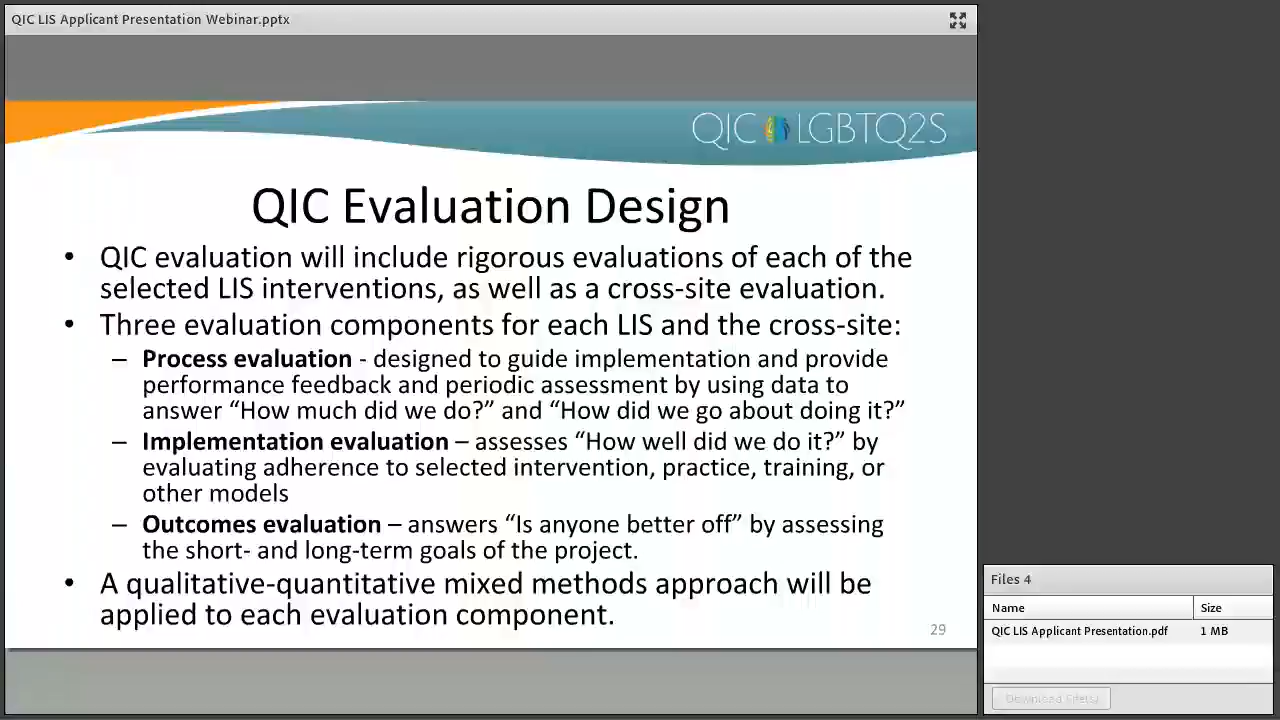 QIC LIS Applicant Presentation Webinar.pptx
QIC LGBTQ2S
QIC Evaluation Design
• QIC evaluation will include rigorous evaluations of each of the
selected LIS interventions, as well as a cross-site evaluation.
• Three evaluation components for each LIS and the cross-site:
– Process evaluation - designed to guide implementation and provide
performance feedback and periodic assessment by using data to
answer “How much did we do?” and “How did we go about doing it?”
– Implementation evaluation – assesses “How well did we do it?” by
evaluating adherence to selected intervention, practice, training, or
other models
– Outcomes evaluation – answers “Is anyone better off” by assessing
the short- and long-term goals of the project.
• A qualitative-quantitative mixed methods approach will be
applied to each evaluation component.
29
Files 4
Name Size
QIC LIS Applicant Presentation.pdf 1 MB
Download File(s)